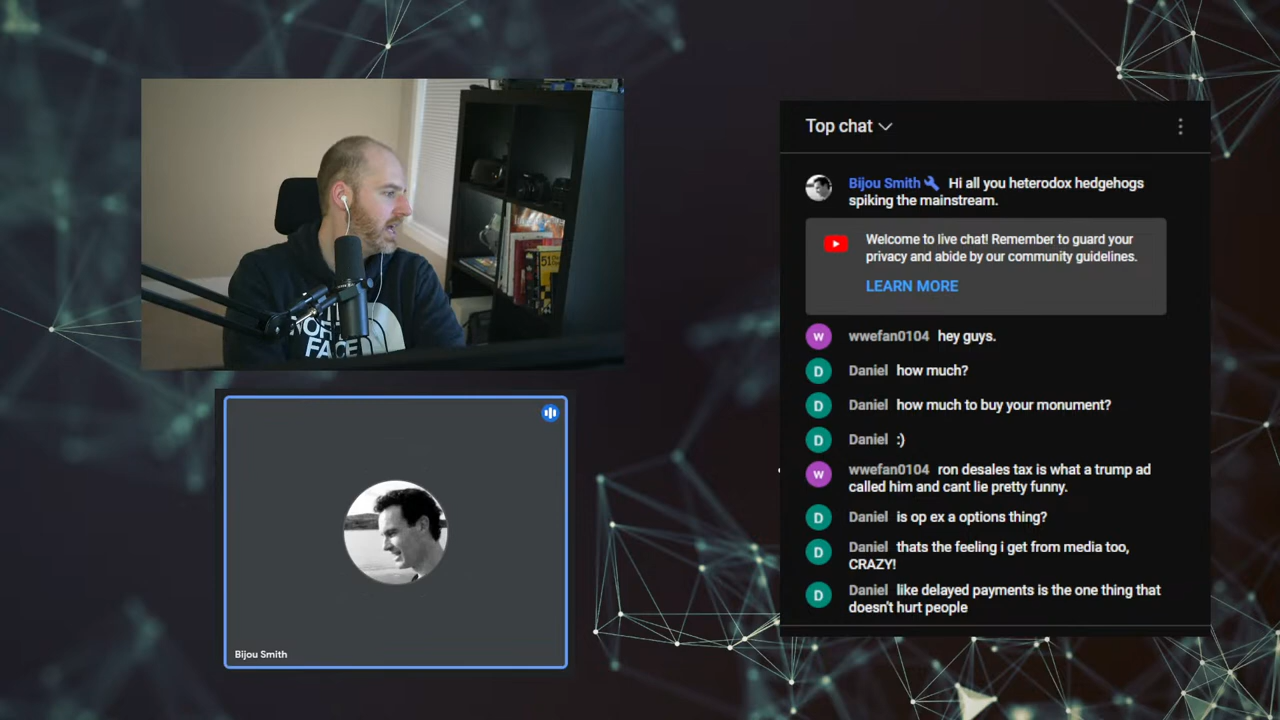 Top chat
Bijou Smith Hi all you heterodox hedgehogs
spiking the mainstream.
Welcome to live chat! Remember to guard your
privacy and abide by our community guidelines.
LEARN MORE
W wwefan0104 hey guys.
D Daniel how much?
D Daniel how much to buy your monument?
D Daniel :)
W wwefan0104 ron desales tax is what a trump ad
called him and cant lie pretty funny.
D Daniel is op ex a options thing?
D Daniel thats the feeling i get from media too,
CRAZY!
D Daniel like delayed payments is the one thing that
doesn't hurt people
NORTH
FACE
51
Bijou Smith